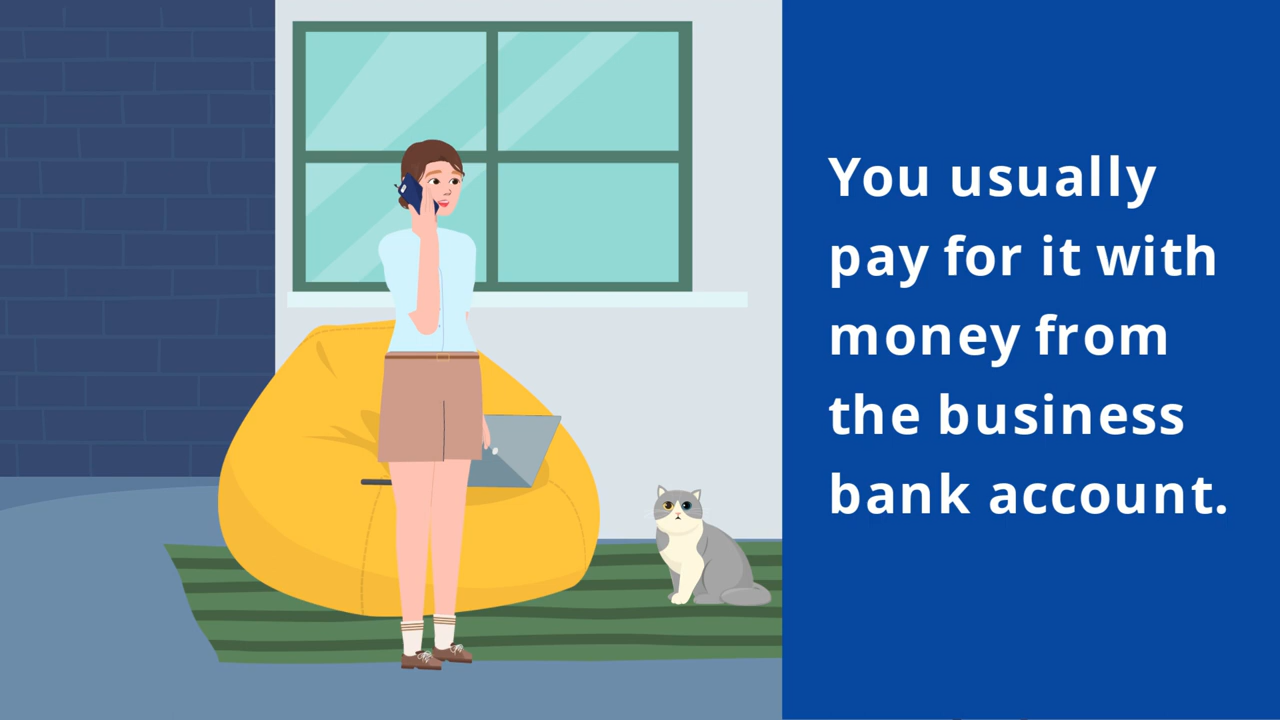 You usually
pay for it with
money from
the business
bank account.